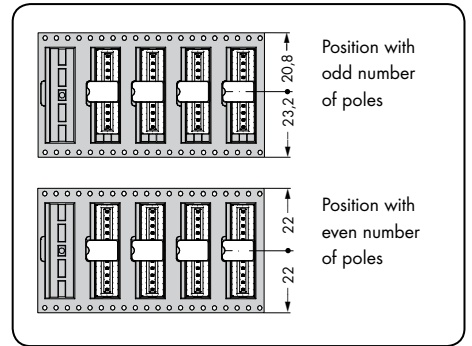 20,8
23,2
Position with
odd number
of poles
22
22
Position with
even number
of poles